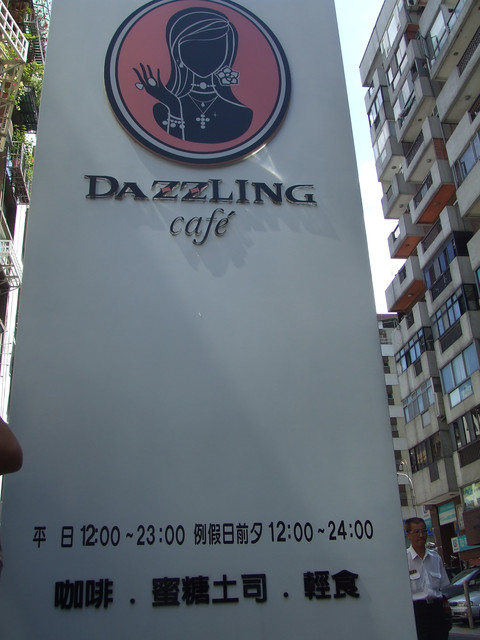 DAZZLING
café
平 日 12:00~23:00 例假日前夕 12:00~24:00
咖啡 . 蜜糖土司 . 輕食